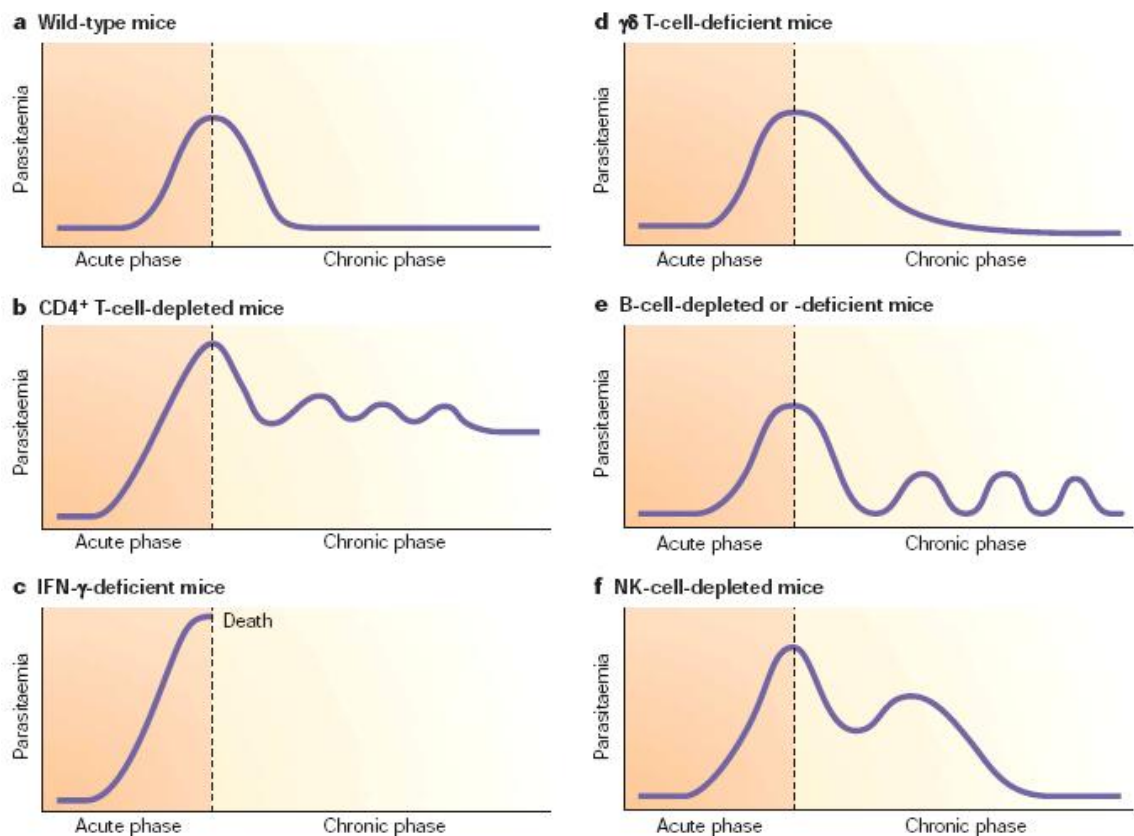 a Wild-type mice
Parasitaemia
Acute phase Chronic phase
b CD4⁺ T-cell-depleted mice
Parasitaemia
Acute phase Chronic phase
c IFN-γ-deficient mice
Death
Parasitaemia
Acute phase Chronic phase
d γδ T-cell-deficient mice
Parasitaemia
Acute phase Chronic phase
e B-cell-depleted or -deficient mice
Parasitaemia
Acute phase Chronic phase
f NK-cell-depleted mice
Parasitaemia
Acute phase Chronic phase